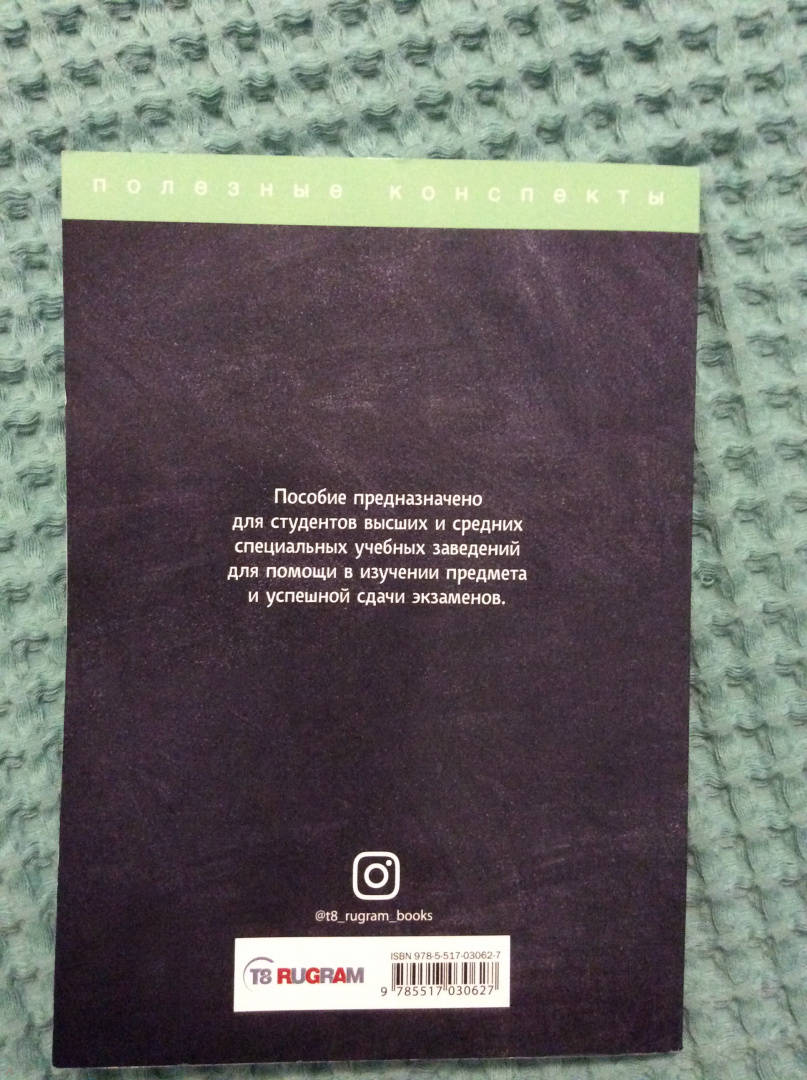 полезные конспекты
Пособие предназначено
для студентов высших и средних
специальных учебных заведений
для помощи в изучении предмета
и успешной сдачи экзаменов.
@t8_rugram_books
T8 RUGRAM
ISBN 978-5-517-03062-7
9 785517 030627